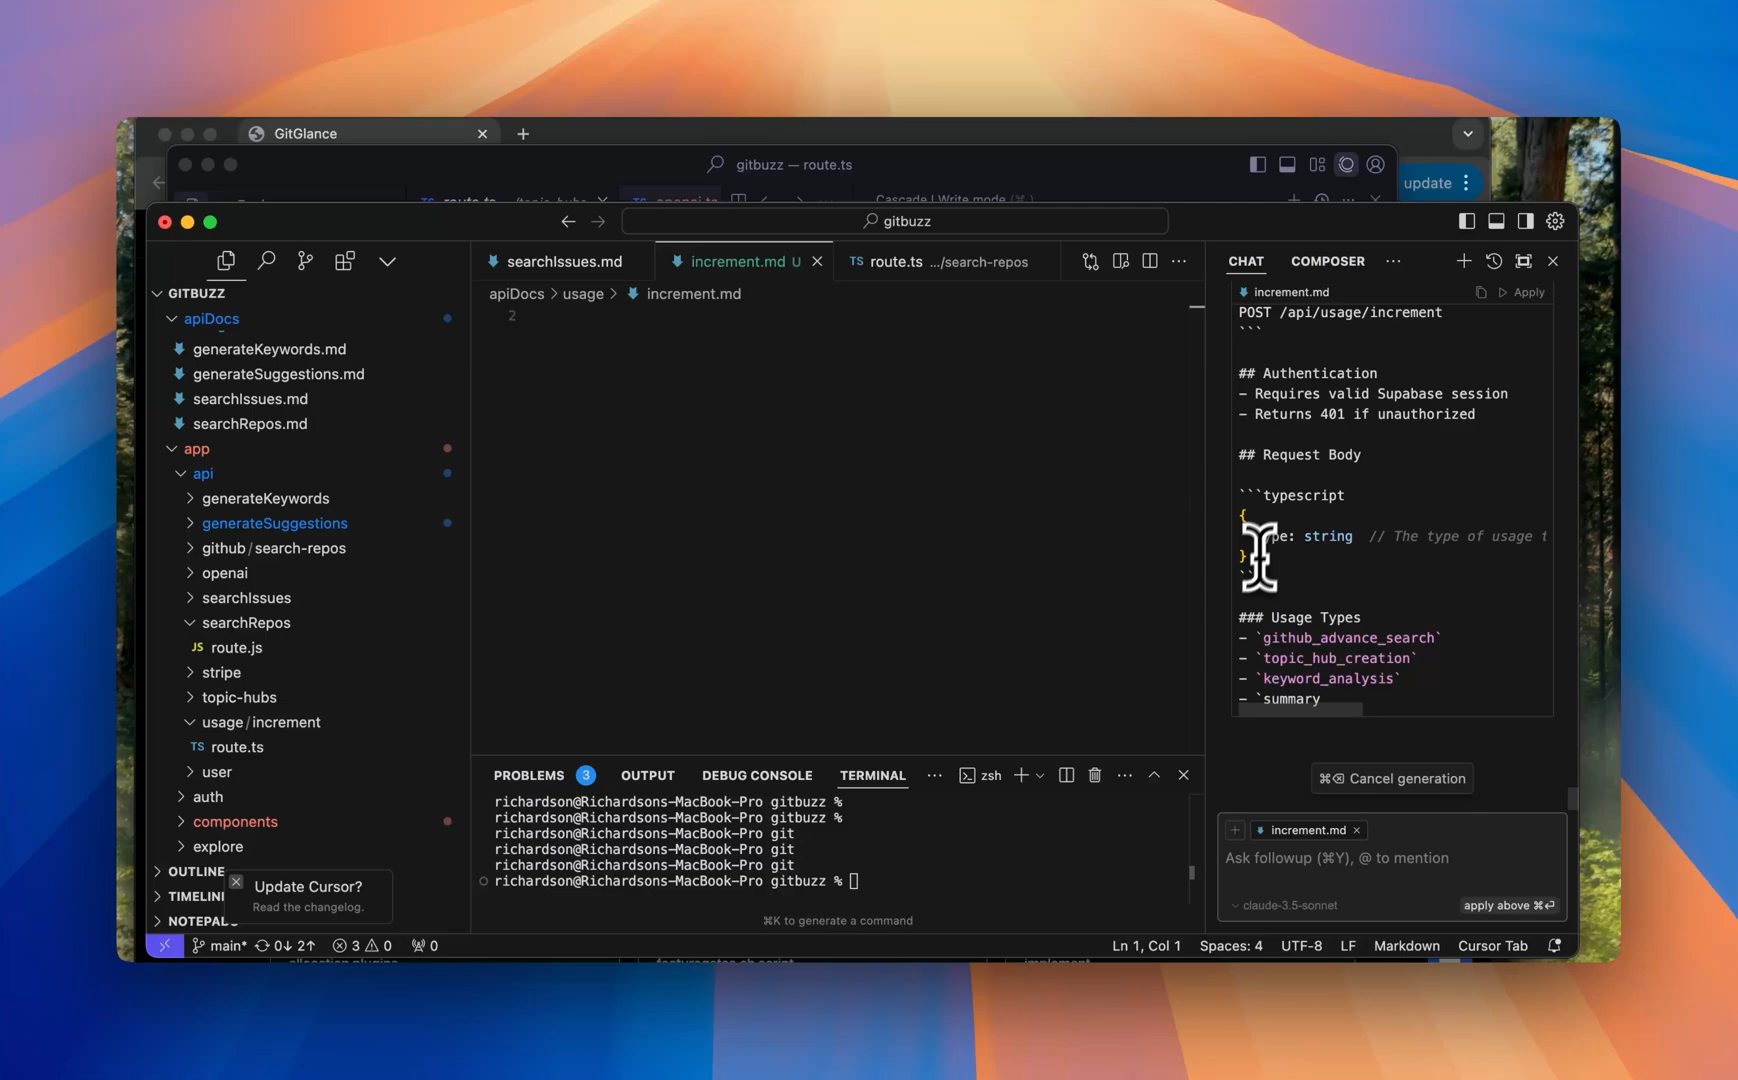 GitGlance
gitbuzz — route.ts
update
Cascade | Write mode
gitbuzz
searchIssues.md
increment.md U
route.ts .../search-repos
CHAT
COMPOSER
GITBUZZ
apiDocs
generateKeywords.md
generateSuggestions.md
searchIssues.md
searchRepos.md
app
api
generateKeywords
generateSuggestions
github/search-repos
openai
searchIssues
searchRepos
JS route.js
stripe
topic-hubs
usage/increment
TS route.ts
user
auth
components
explore
OUTLINE
TIMELIN
NOTEPADS
Update Cursor?
Read the changelog.
apiDocs > usage > increment.md
2
PROBLEMS 3
OUTPUT
DEBUG CONSOLE
TERMINAL
zsh
richardson@Richardsons-MacBook-Pro gitbuzz %
richardson@Richardsons-MacBook-Pro gitbuzz %
richardson@Richardsons-MacBook-Pro git
richardson@Richardsons-MacBook-Pro git
richardson@Richardsons-MacBook-Pro git
richardson@Richardsons-MacBook-Pro gitbuzz %
⌘K to generate a command
increment.md
Apply
POST /api/usage/increment
```
## Authentication
- Requires valid Supabase session
- Returns 401 if unauthorized
## Request Body
```typescript
{
pe: string // The type of usage t
}
### Usage Types
- `github_advance_search`
- `topic_hub_creation`
- `keyword_analysis`
- `summary
⌘⌫ Cancel generation
increment.md
Ask followup (⌘Y), @ to mention
claude-3.5-sonnet
apply above ⌘⏎
main* 0↓ 2↑
3 0
0
Ln 1, Col 1
Spaces: 4
UTF-8
LF
Markdown
Cursor Tab